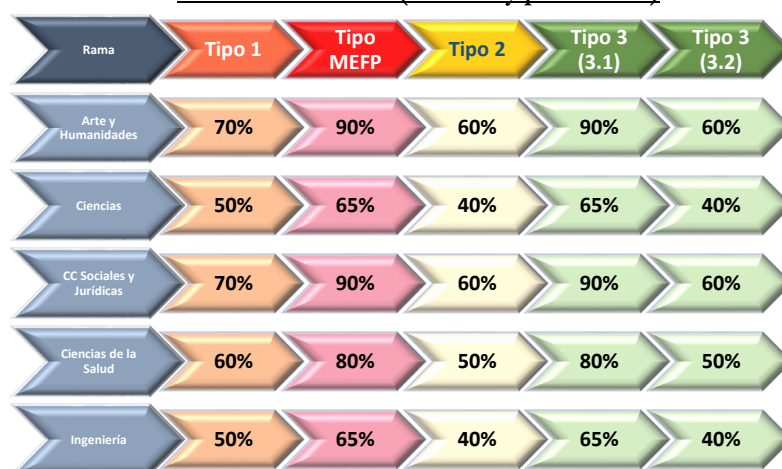 Rama
Tipo 1
Tipo
MEFP
Tipo 2
Tipo 3
(3.1)
Tipo 3
(3.2)
Arte y
Humanidades
70%
90%
60%
90%
60%
Ciencias
50%
65%
40%
65%
40%
CC Sociales y
Jurídicas
70%
90%
60%
90%
60%
Ciencias de la
Salud
60%
80%
50%
80%
50%
Ingeniería
50%
65%
40%
65%
40%